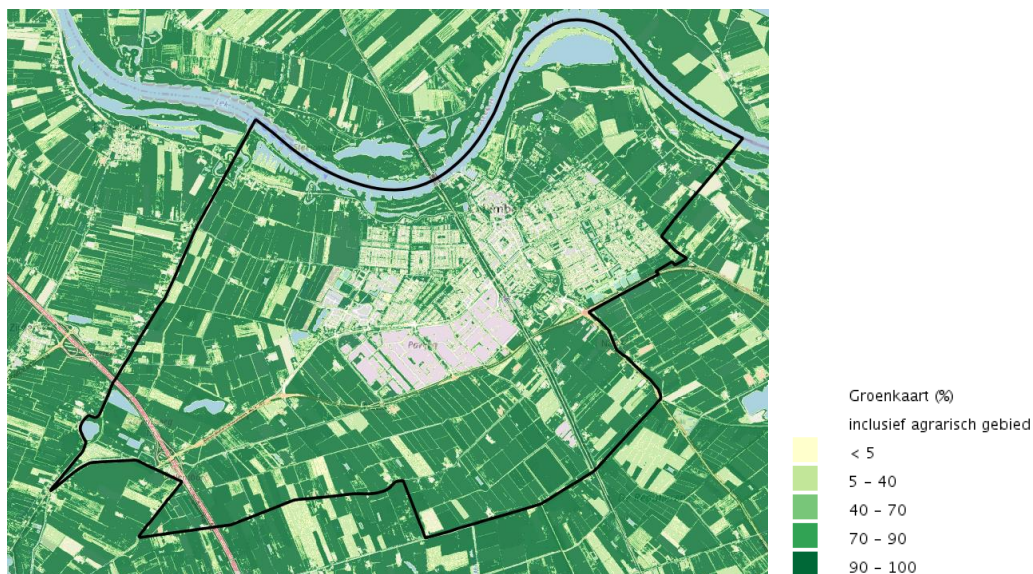 Groenkaart (%)
inclusief agrarisch gebied
< 5
5 - 40
40 - 70
70 - 90
90 - 100